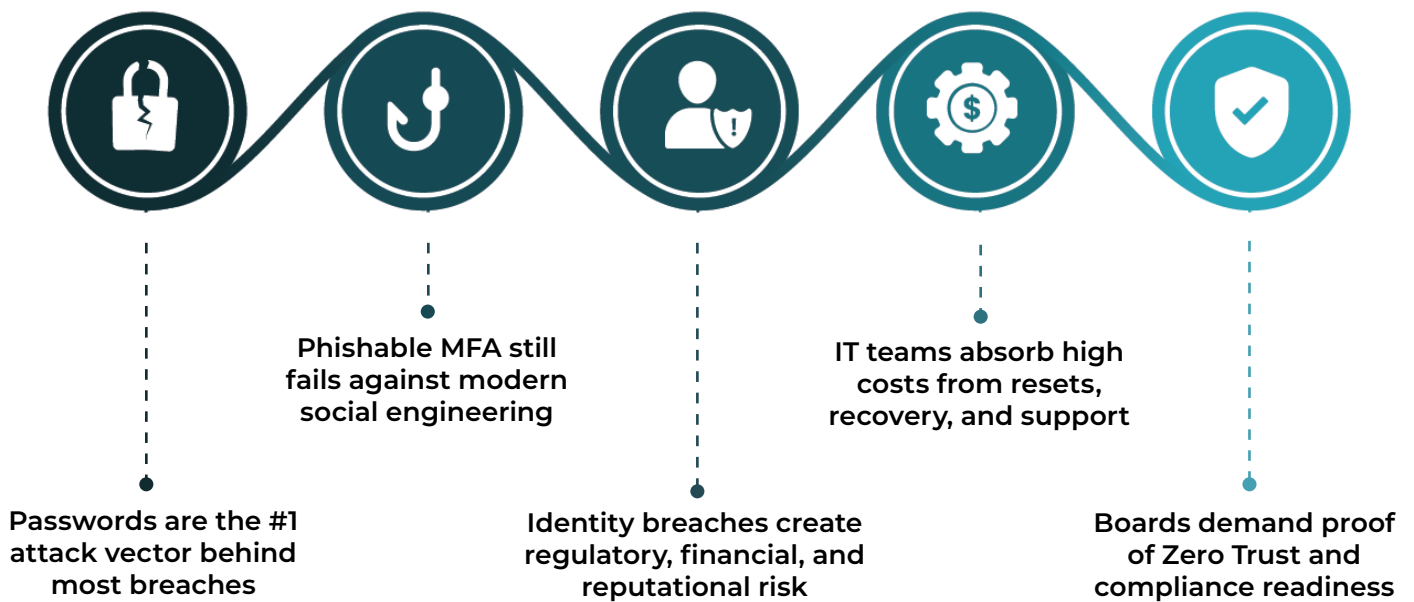 $
!
Passwords are the #1
attack vector behind
most breaches
Phishable MFA still
fails against modern
social engineering
Identity breaches create
regulatory, financial, and
reputational risk
IT teams absorb high
costs from resets,
recovery, and support
Boards demand proof
of Zero Trust and
compliance readiness